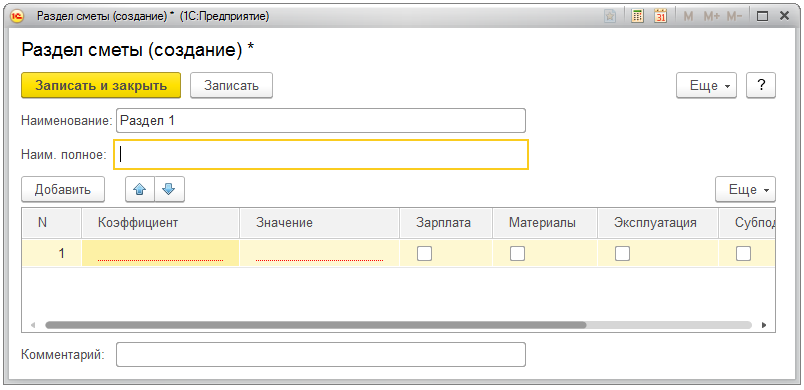 Раздел сметы (создание) * (1С:Предприятие)
M M+ M-
Раздел сметы (создание) *
Записать и закрыть Записать Еще ?
Наименование: Раздел 1
Наим. полное:
Добавить Еще
N Коэффициент Значение Зарплата Материалы Эксплуатация Субпод
1
Комментарий: